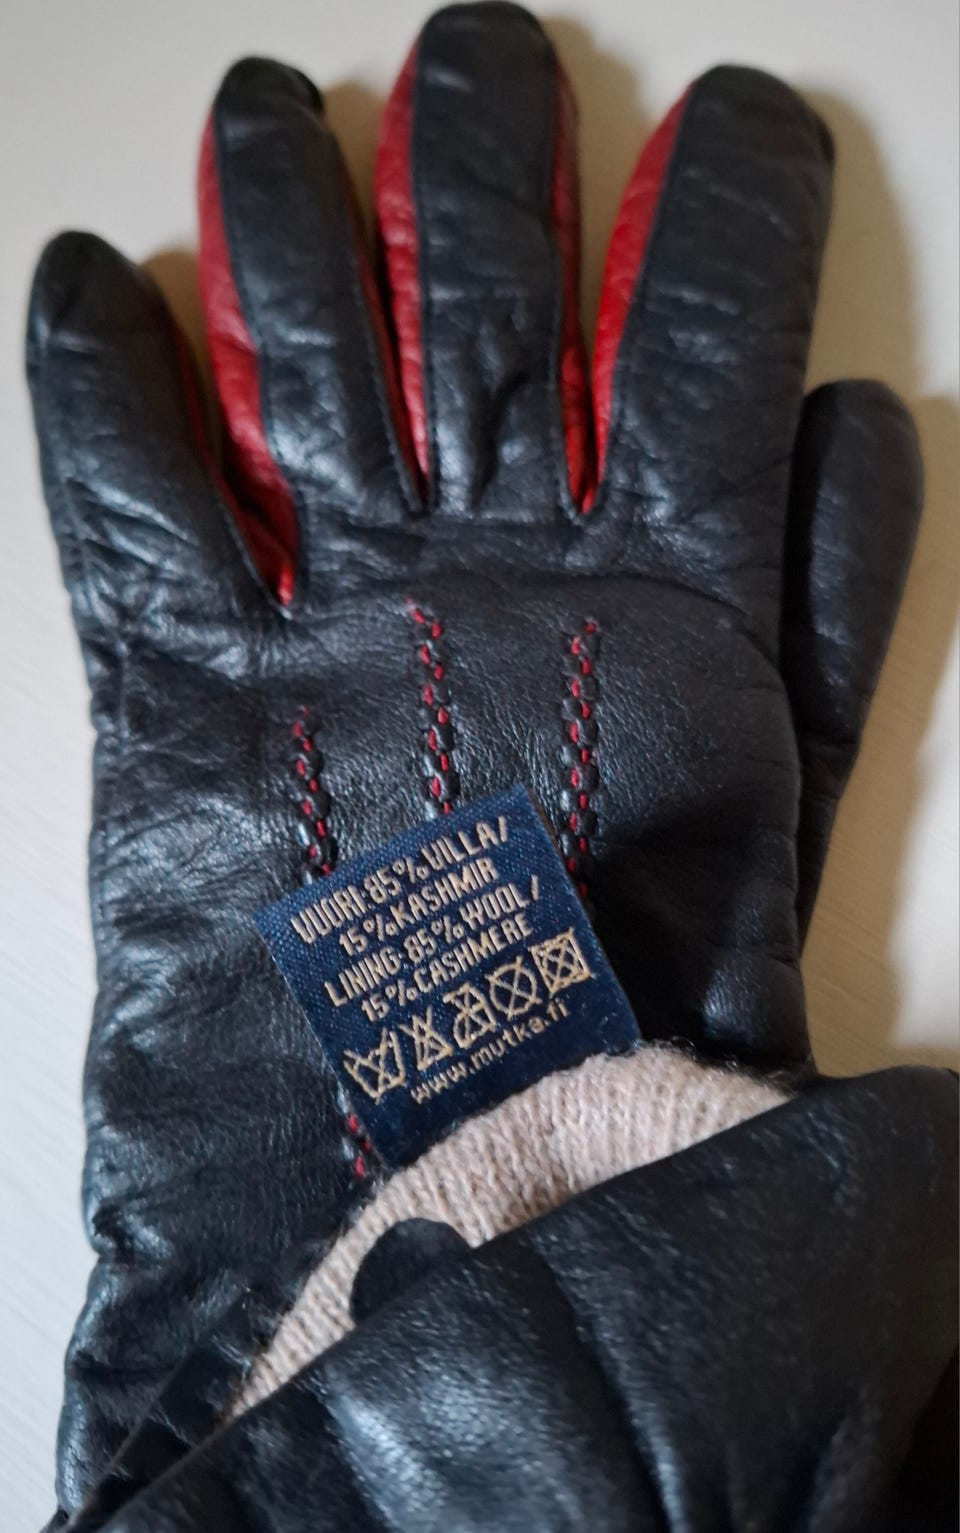 VUORI: 85% VILLA/
15% KASHMIR
LINING: 85% WOOL/
15% CASHMERE
www.mutka.fi